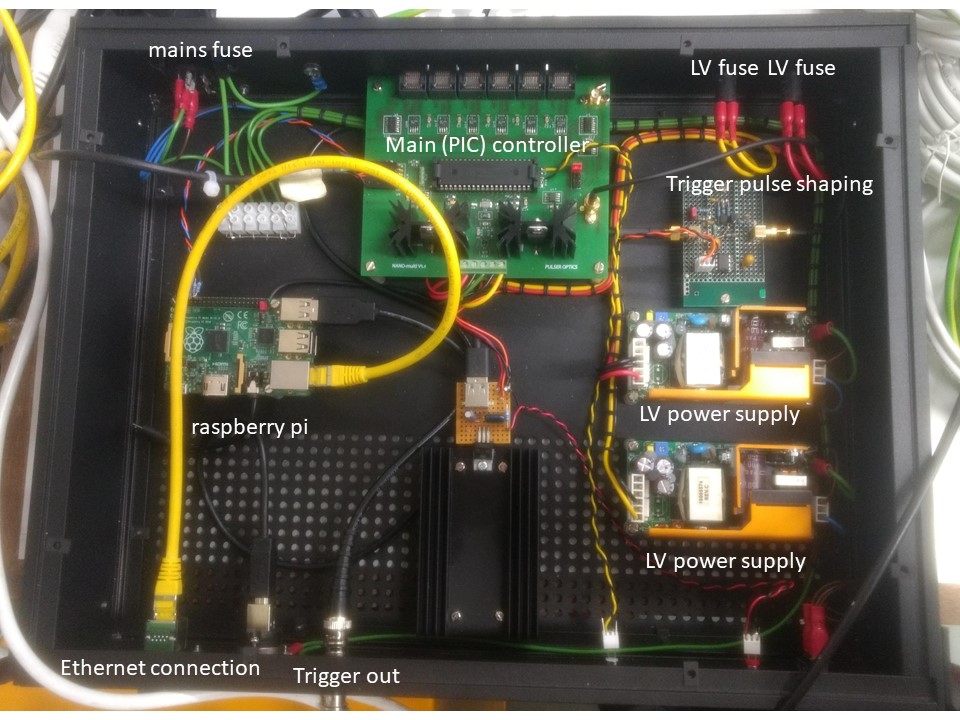 mains fuse
LV fuse LV fuse
Main (PIC) controller
Trigger pulse shaping
PULSER OPTICS
LV power supply
raspberry pi
LV power supply
Ethernet connection
Trigger out